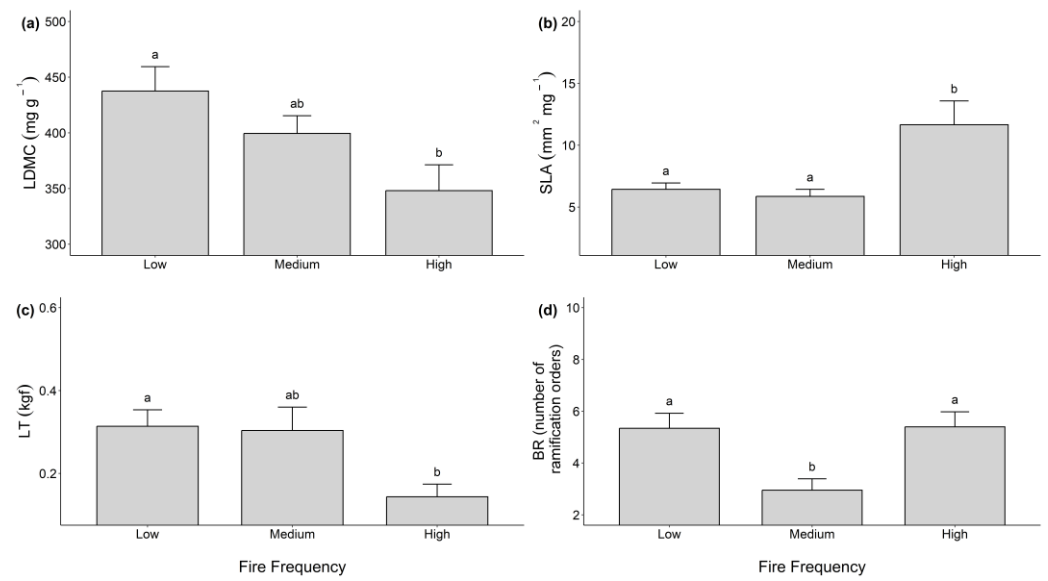 (a)
LDMC (mg g⁻¹)
500
450
400
350
300
a
ab
b
Low Medium High
(b)
SLA (mm² mg⁻¹)
20
15
10
5
a
a
b
Low Medium High
(c)
LT (kgf)
0.6
0.4
0.2
a
ab
b
Low Medium High
Fire Frequency
(d)
BR (number of
ramification orders)
10
8
6
4
2
a
b
a
Low Medium High
Fire Frequency